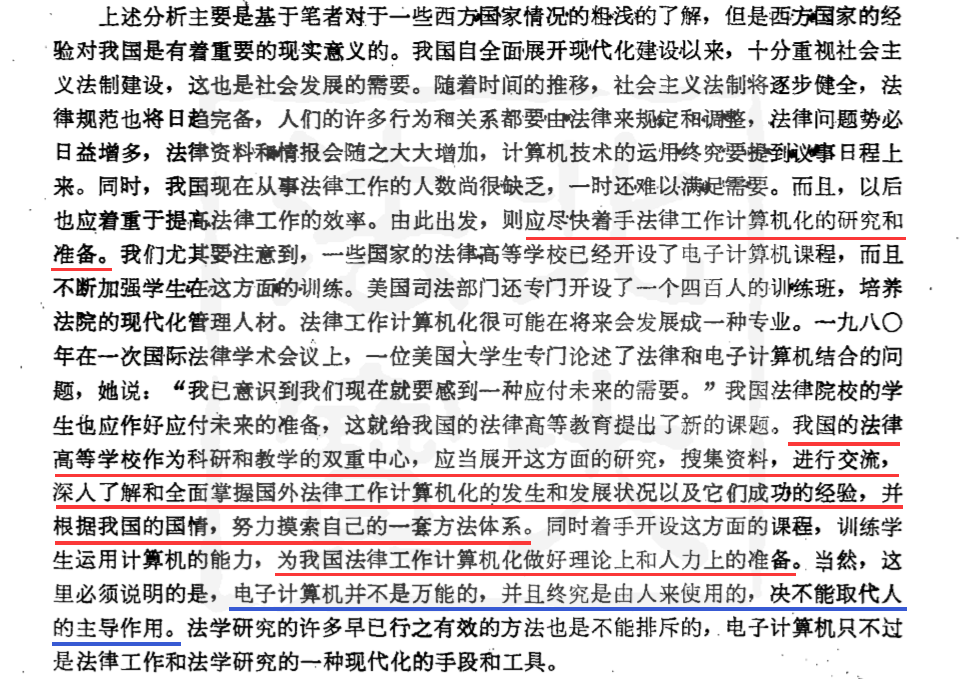 上述分析主要是基于笔者对于一些西方国家情况的粗浅的了解，但是西方国家的经
验对我国是有着重要的现实意义的。我国自全面展开现代化建设以来，十分重视社会主
义法制建设，这也是社会发展的需要。随着时间的推移，社会主义法制将逐步健全，法
律规范也将日趋完备，人们的许多行为和关系都要由法律来规定和调整，法律问题势必
日益增多，法律资料和情报会随之大大增加，计算机技术的运用终究要提到议事日程上
来。同时，我国现在从事法律工作的人数尚很缺乏，一时还难以满足需要。而且，以后
也应着重于提高法律工作的效率。由此出发，则应尽快着手法律工作计算机化的研究和
准备。我们尤其要注意到，一些国家的法律高等学校已经开设了电子计算机课程，而且
不断加强学生在这方面的训练。美国司法部门还专门开设了一个四百人的训练班，培养
法院的现代化管理人材。法律工作计算机化很可能在将来会发展成一种专业。一九八〇
年在一次国际法律学术会议上，一位美国大学生专门论述了法律和电子计算机结合的问
题，她说：“我已意识到我们现在就要感到一种应付未来的需要。”我国法律院校的学
生也应作好应付未来的准备，这就给我国的法律高等教育提出了新的课题。我国的法律
高等学校作为科研和教学的双重中心，应当展开这方面的研究，搜集资料，进行交流，
深人了解和全面掌握国外法律工作计算机化的发生和发展状况以及它们成功的经验，并
根据我国的国情，努力摸索自己的一套方法体系。同时着手开设这方面的课程，训练学
生运用计算机的能力，为我国法律工作计算机化做好理论上和人力上的准备。当然，这
里必须说明的是，电子计算机并不是万能的，并且终究是由人来使用的，决不能取代人
的主导作用。法学研究的许多早已行之有效的方法也是不能排斥的，电子计算机只不过
是法律工作和法学研究的一种现代化的手段和工具。